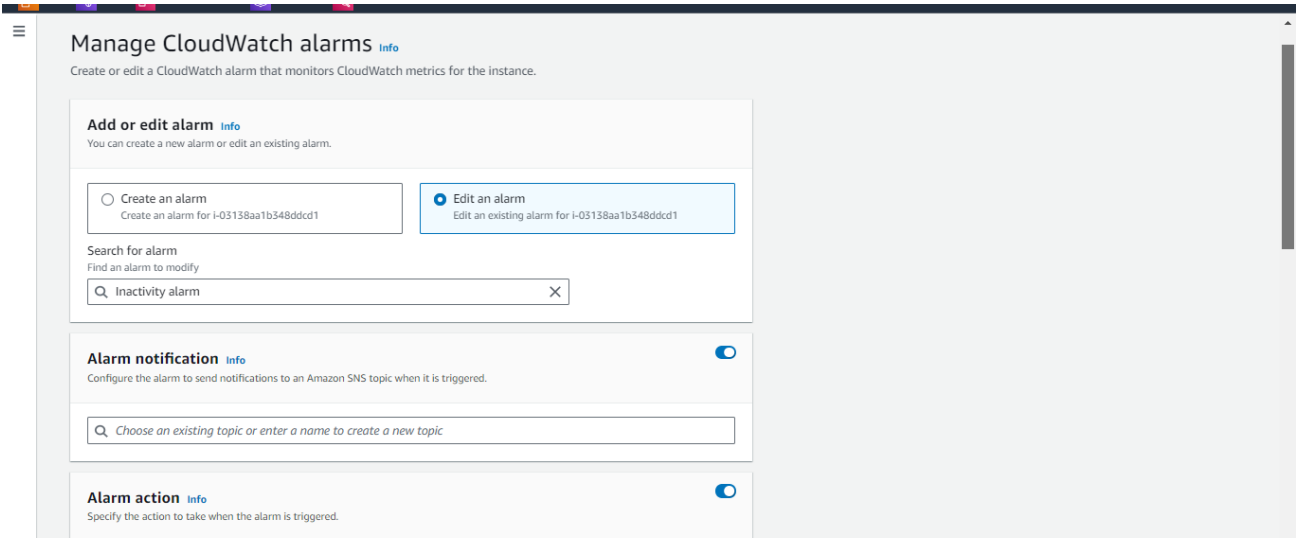 Manage CloudWatch alarms Info
Create or edit a CloudWatch alarm that monitors CloudWatch metrics for the instance.
Add or edit alarm Info
You can create a new alarm or edit an existing alarm.
Create an alarm
Create an alarm for i-03138aa1b348ddcd1
Edit an alarm
Edit an existing alarm for i-03138aa1b348ddcd1
Search for alarm
Find an alarm to modify
Inactivity alarm
Alarm notification Info
Configure the alarm to send notifications to an Amazon SNS topic when it is triggered.
Choose an existing topic or enter a name to create a new topic
Alarm action Info
Specify the action to take when the alarm is triggered.